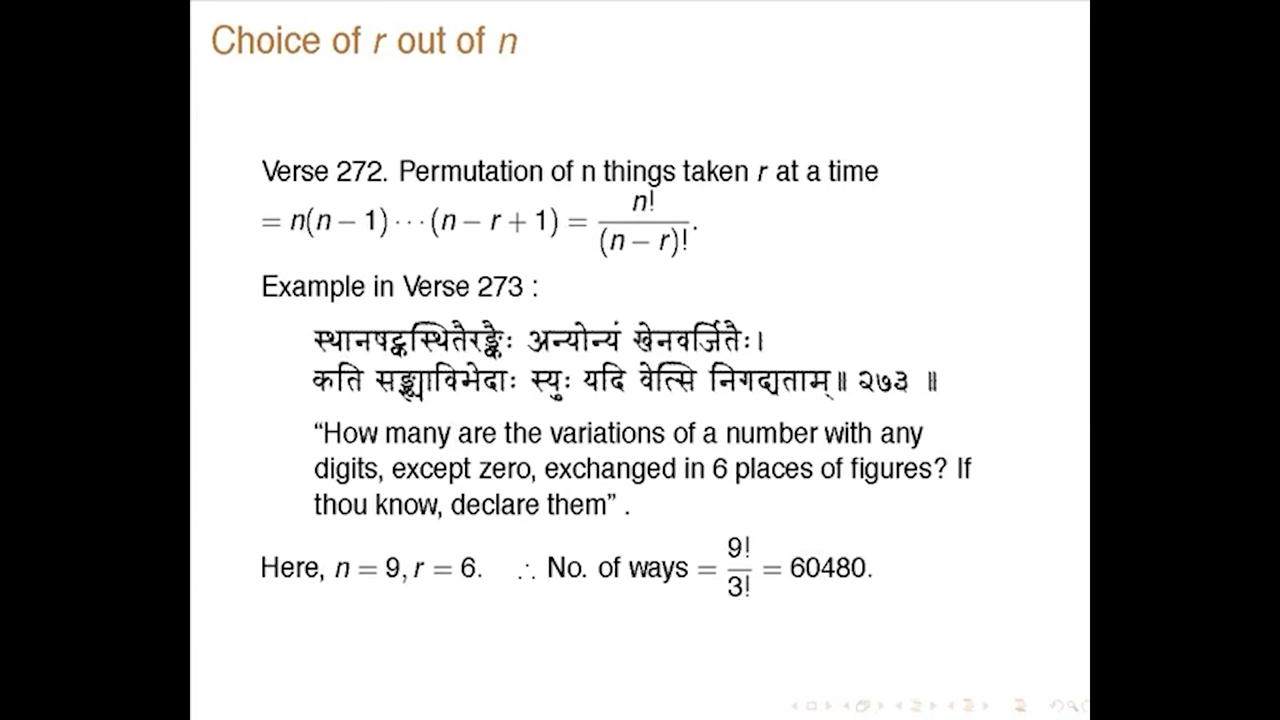 Choice of r out of n
Verse 272. Permutation of n things taken r at a time
= n(n − 1) ··· (n − r + 1) = n!/(n − r)!.
Example in Verse 273 :
स्थानषट्कस्थितैरङ्कैः अन्योन्यं खेनवर्जितैः।
कति सङ्ख्याविभेदाः स्युः यदि वेत्सि निगद्यताम्॥ २७३ ॥
“How many are the variations of a number with any
digits, except zero, exchanged in 6 places of figures? If
thou know, declare them” .
Here, n = 9, r = 6. ∴ No. of ways = 9!/3! = 60480.